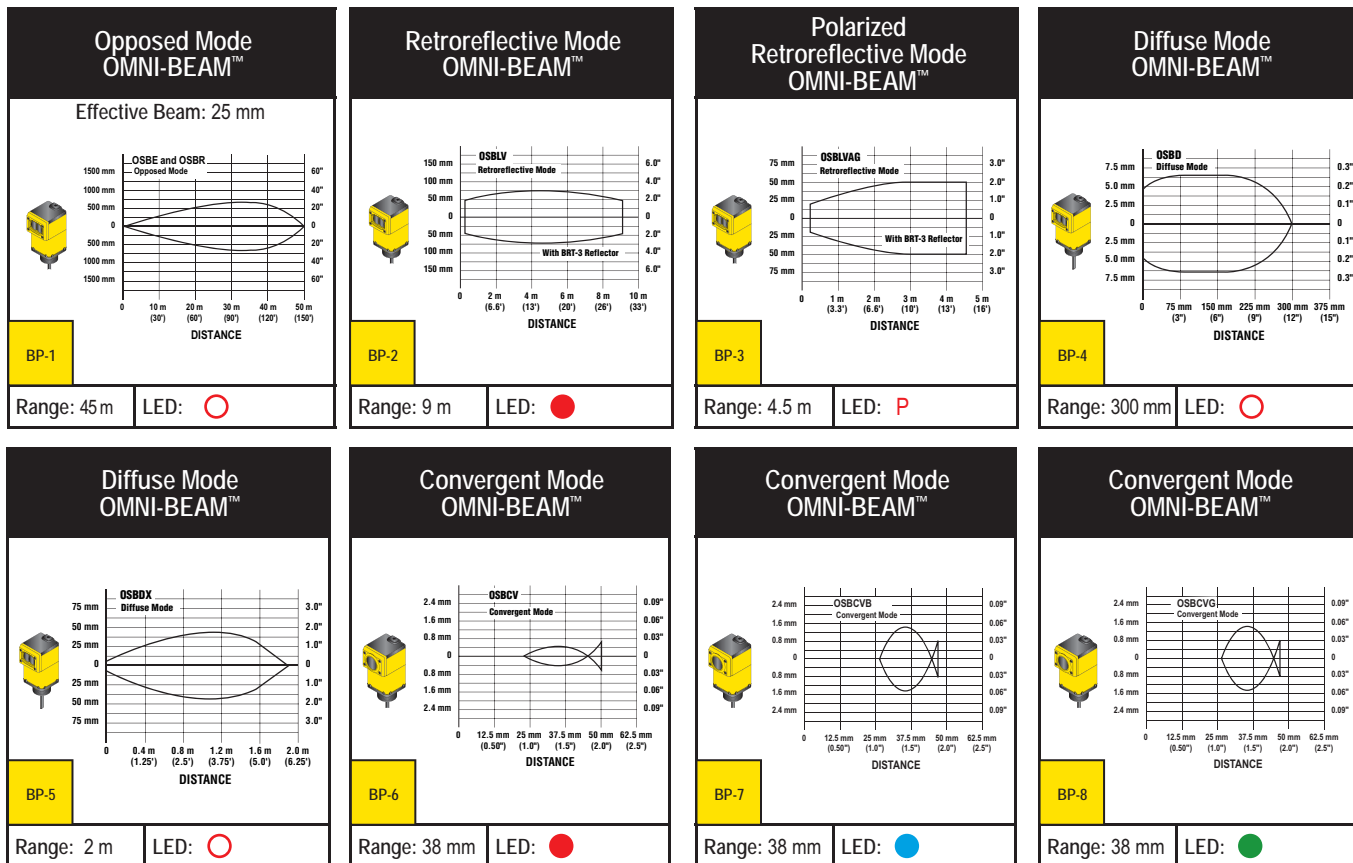 Opposed Mode
OMNI-BEAM™
Effective Beam: 25 mm
OSBE and OSBR
Opposed Mode
1500 mm
1000 mm
500 mm
0
500 mm
1000 mm
1500 mm
60"
40"
20"
0
20"
40"
60"
0 10 m 20 m 30 m 40 m 50 m
(30') (60') (90') (120') (150')
DISTANCE
BP-1
Range: 45 m LED:
Retroreflective Mode
OMNI-BEAM™
OSBLV
Retroreflective Mode
150 mm
100 mm
50 mm
0
50 mm
100 mm
150 mm
6.0"
4.0"
2.0"
0
2.0"
4.0"
6.0"
With BRT-3 Reflector
0 2 m 4 m 6 m 8 m 10 m
(6.6') (13') (20') (26') (33')
DISTANCE
BP-2
Range: 9 m LED:
Polarized
Retroreflective Mode
OMNI-BEAM™
OSBLVAG
Retroreflective Mode
75 mm
50 mm
25 mm
0
25 mm
50 mm
75 mm
3.0"
2.0"
1.0"
0
1.0"
2.0"
3.0"
With BRT-3 Reflector
0 1 m 2 m 3 m 4 m 5 m
(3.3') (6.6') (10') (13') (16')
DISTANCE
BP-3
Range: 4.5 m LED: P
Diffuse Mode
OMNI-BEAM™
OSBD
Diffuse Mode
7.5 mm
5.0 mm
2.5 mm
0
2.5 mm
5.0 mm
7.5 mm
0.3"
0.2"
0.1"
0
0.1"
0.2"
0.3"
0 75 mm 150 mm 225 mm 300 mm 375 mm
(3") (6") (9") (12") (15")
DISTANCE
BP-4
Range: 300 mm LED:
Diffuse Mode
OMNI-BEAM™
OSBDX
Diffuse Mode
75 mm
50 mm
25 mm
0
25 mm
50 mm
75 mm
3.0"
2.0"
1.0"
0
1.0"
2.0"
3.0"
0 0.4 m 0.8 m 1.2 m 1.6 m 2.0 m
(1.25') (2.5') (3.75') (5.0') (6.25')
DISTANCE
BP-5
Range: 2 m LED:
Convergent Mode
OMNI-BEAM™
OSBCV
Convergent Mode
2.4 mm
1.6 mm
0.8 mm
0
0.8 mm
1.6 mm
2.4 mm
0.09"
0.06"
0.03"
0
0.03"
0.06"
0.09"
0 12.5 mm 25 mm 37.5 mm 50 mm 62.5 mm
(0.50") (1.0") (1.5") (2.0") (2.5")
DISTANCE
BP-6
Range: 38 mm LED:
Convergent Mode
OMNI-BEAM™
OSBCVB
Convergent Mode
2.4 mm
1.6 mm
0.8 mm
0
0.8 mm
1.6 mm
2.4 mm
0.09"
0.06"
0.03"
0
0.03"
0.06"
0.09"
0 12.5 mm 25 mm 37.5 mm 50 mm 62.5 mm
(0.50") (1.0") (1.5") (2.0") (2.5")
DISTANCE
BP-7
Range: 38 mm LED:
Convergent Mode
OMNI-BEAM™
OSBCVG
Convergent Mode
2.4 mm
1.6 mm
0.8 mm
0
0.8 mm
1.6 mm
2.4 mm
0.09"
0.06"
0.03"
0
0.03"
0.06"
0.09"
0 12.5 mm 25 mm 37.5 mm 50 mm 62.5 mm
(0.50") (1.0") (1.5") (2.0") (2.5")
DISTANCE
BP-8
Range: 38 mm LED: